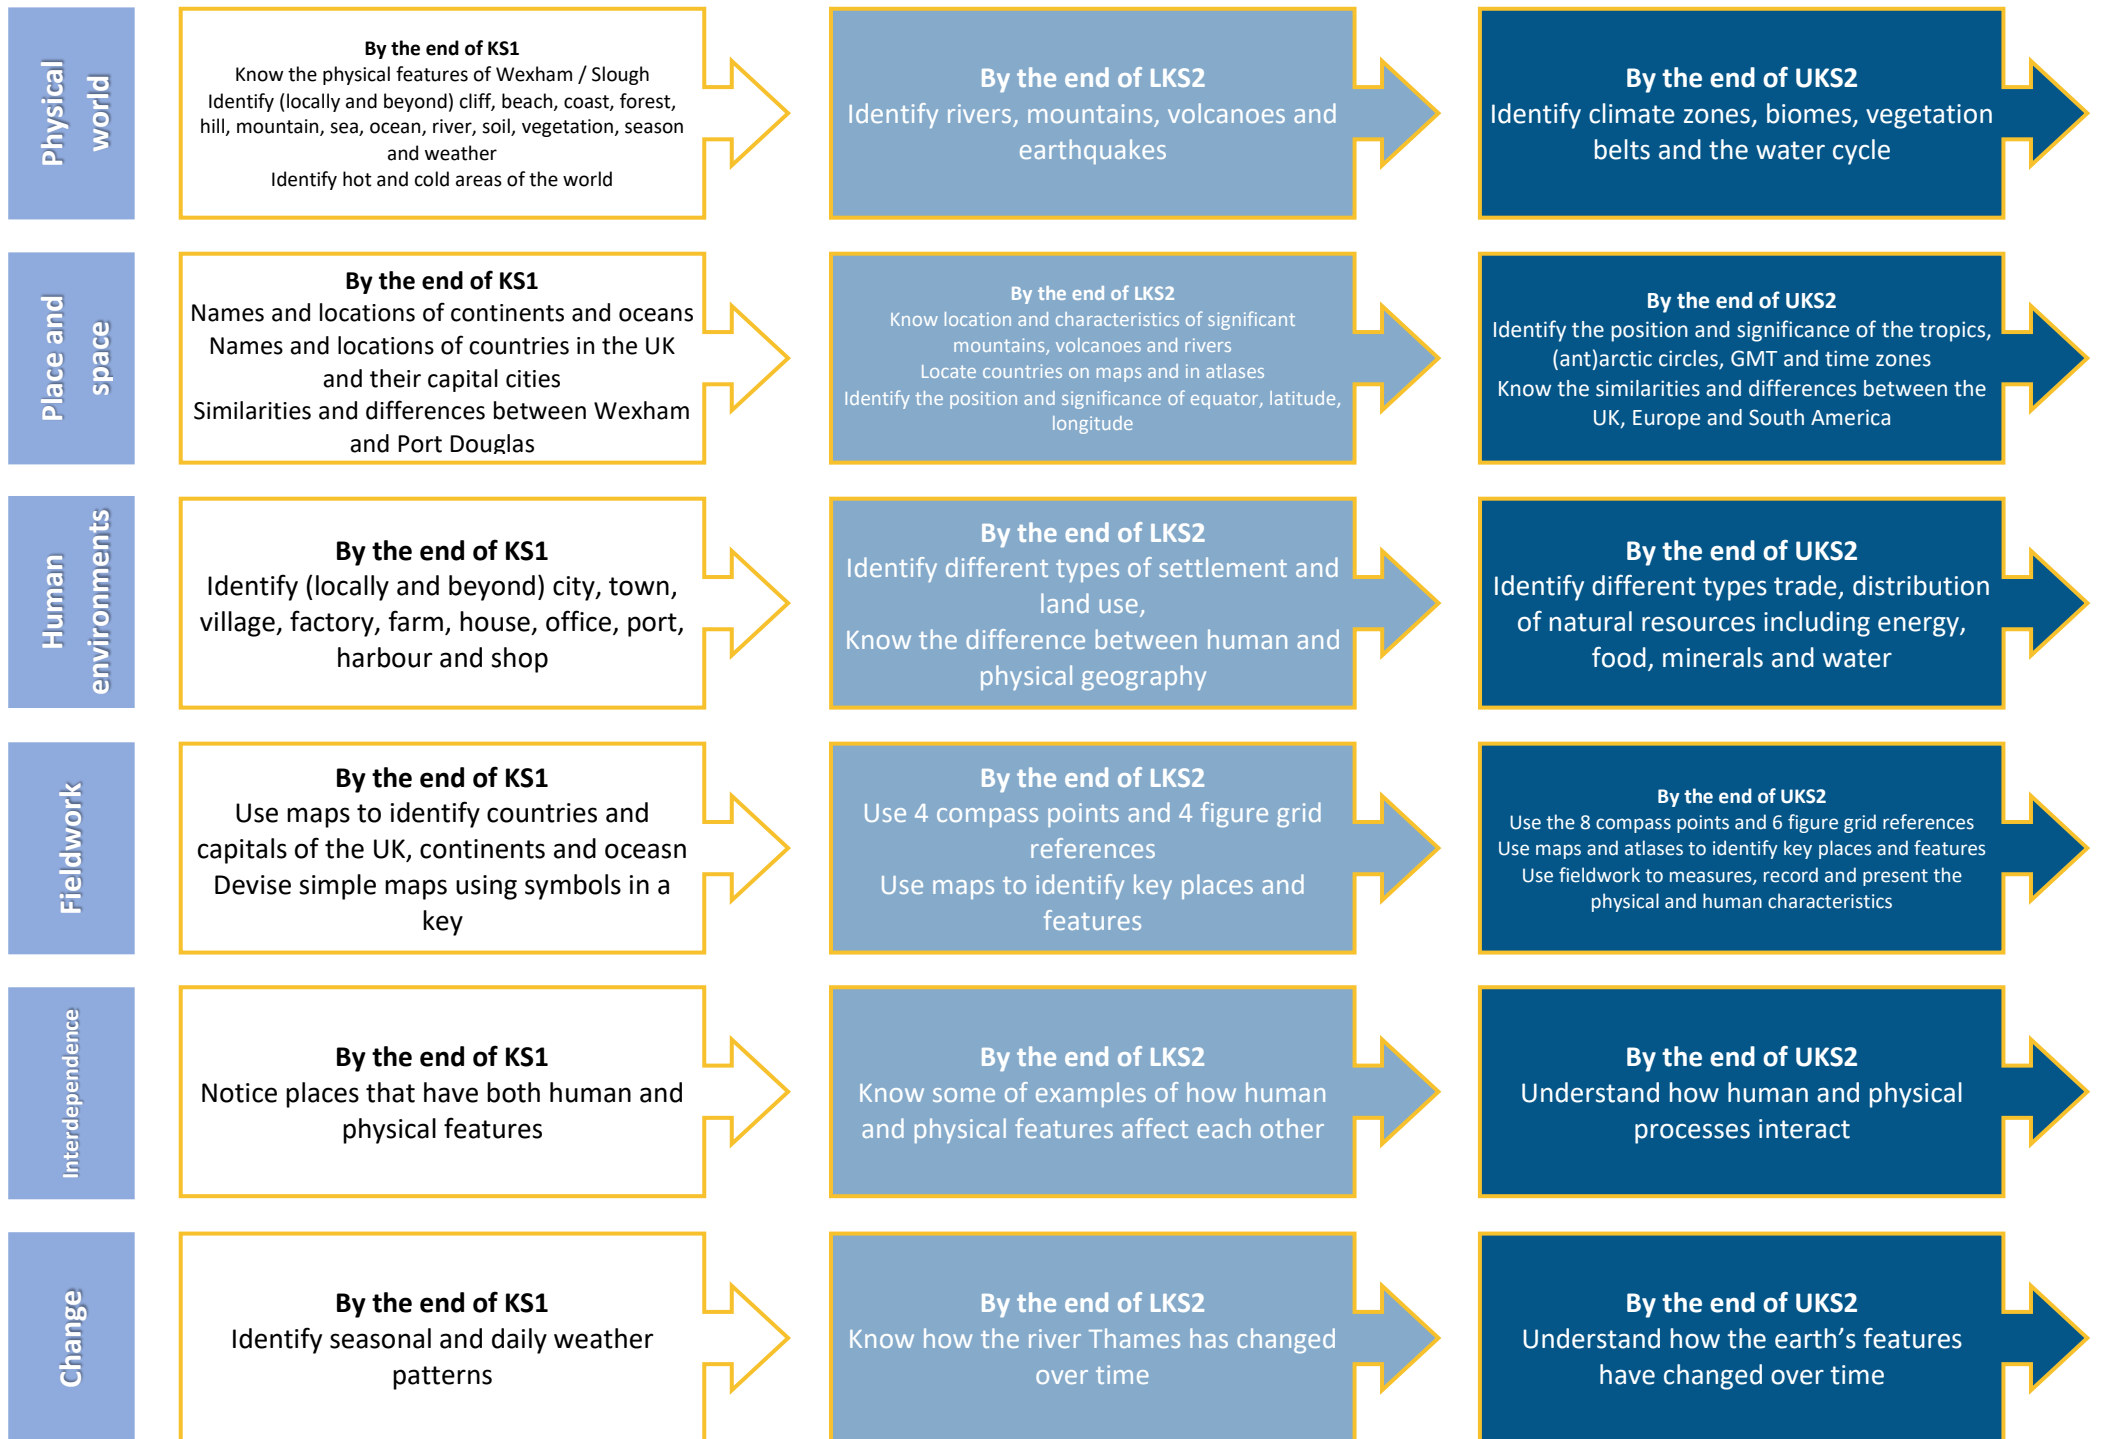 Physical
world
By the end of KS1
Know the physical features of Wexham / Slough
Identify (locally and beyond) cliff, beach, coast, forest,
hill, mountain, sea, ocean, river, soil, vegetation, season
and weather
Identify hot and cold areas of the world
By the end of LKS2
Identify rivers, mountains, volcanoes and
earthquakes
By the end of UKS2
Identify climate zones, biomes, vegetation
belts and the water cycle
Place and
space
By the end of KS1
Names and locations of continents and oceans
Names and locations of countries in the UK
and their capital cities
Similarities and differences between Wexham
and Port Douglas
By the end of LKS2
Know location and characteristics of significant
mountains, volcanoes and rivers
Locate countries on maps and in atlases
Identify the position and significance of equator, latitude,
longitude
By the end of UKS2
Identify the position and significance of the tropics,
(ant)arctic circles, GMT and time zones
Know the similarities and differences between the
UK, Europe and South America
Human
environments
By the end of KS1
Identify (locally and beyond) city, town,
village, factory, farm, house, office, port,
harbour and shop
By the end of LKS2
Identify different types of settlement and
land use,
Know the difference between human and
physical geography
By the end of UKS2
Identify different types trade, distribution
of natural resources including energy,
food, minerals and water
Fieldwork
By the end of KS1
Use maps to identify countries and
capitals of the UK, continents and oceasn
Devise simple maps using symbols in a
key
By the end of LKS2
Use 4 compass points and 4 figure grid
references
Use maps to identify key places and
features
By the end of UKS2
Use the 8 compass points and 6 figure grid references
Use maps and atlases to identify key places and features
Use fieldwork to measures, record and present the
physical and human characteristics
Interdependence
By the end of KS1
Notice places that have both human and
physical features
By the end of LKS2
Know some of examples of how human
and physical features affect each other
By the end of UKS2
Understand how human and physical
processes interact
Change
By the end of KS1
Identify seasonal and daily weather
patterns
By the end of LKS2
Know how the river Thames has changed
over time
By the end of UKS2
Understand how the earth's features
have changed over time